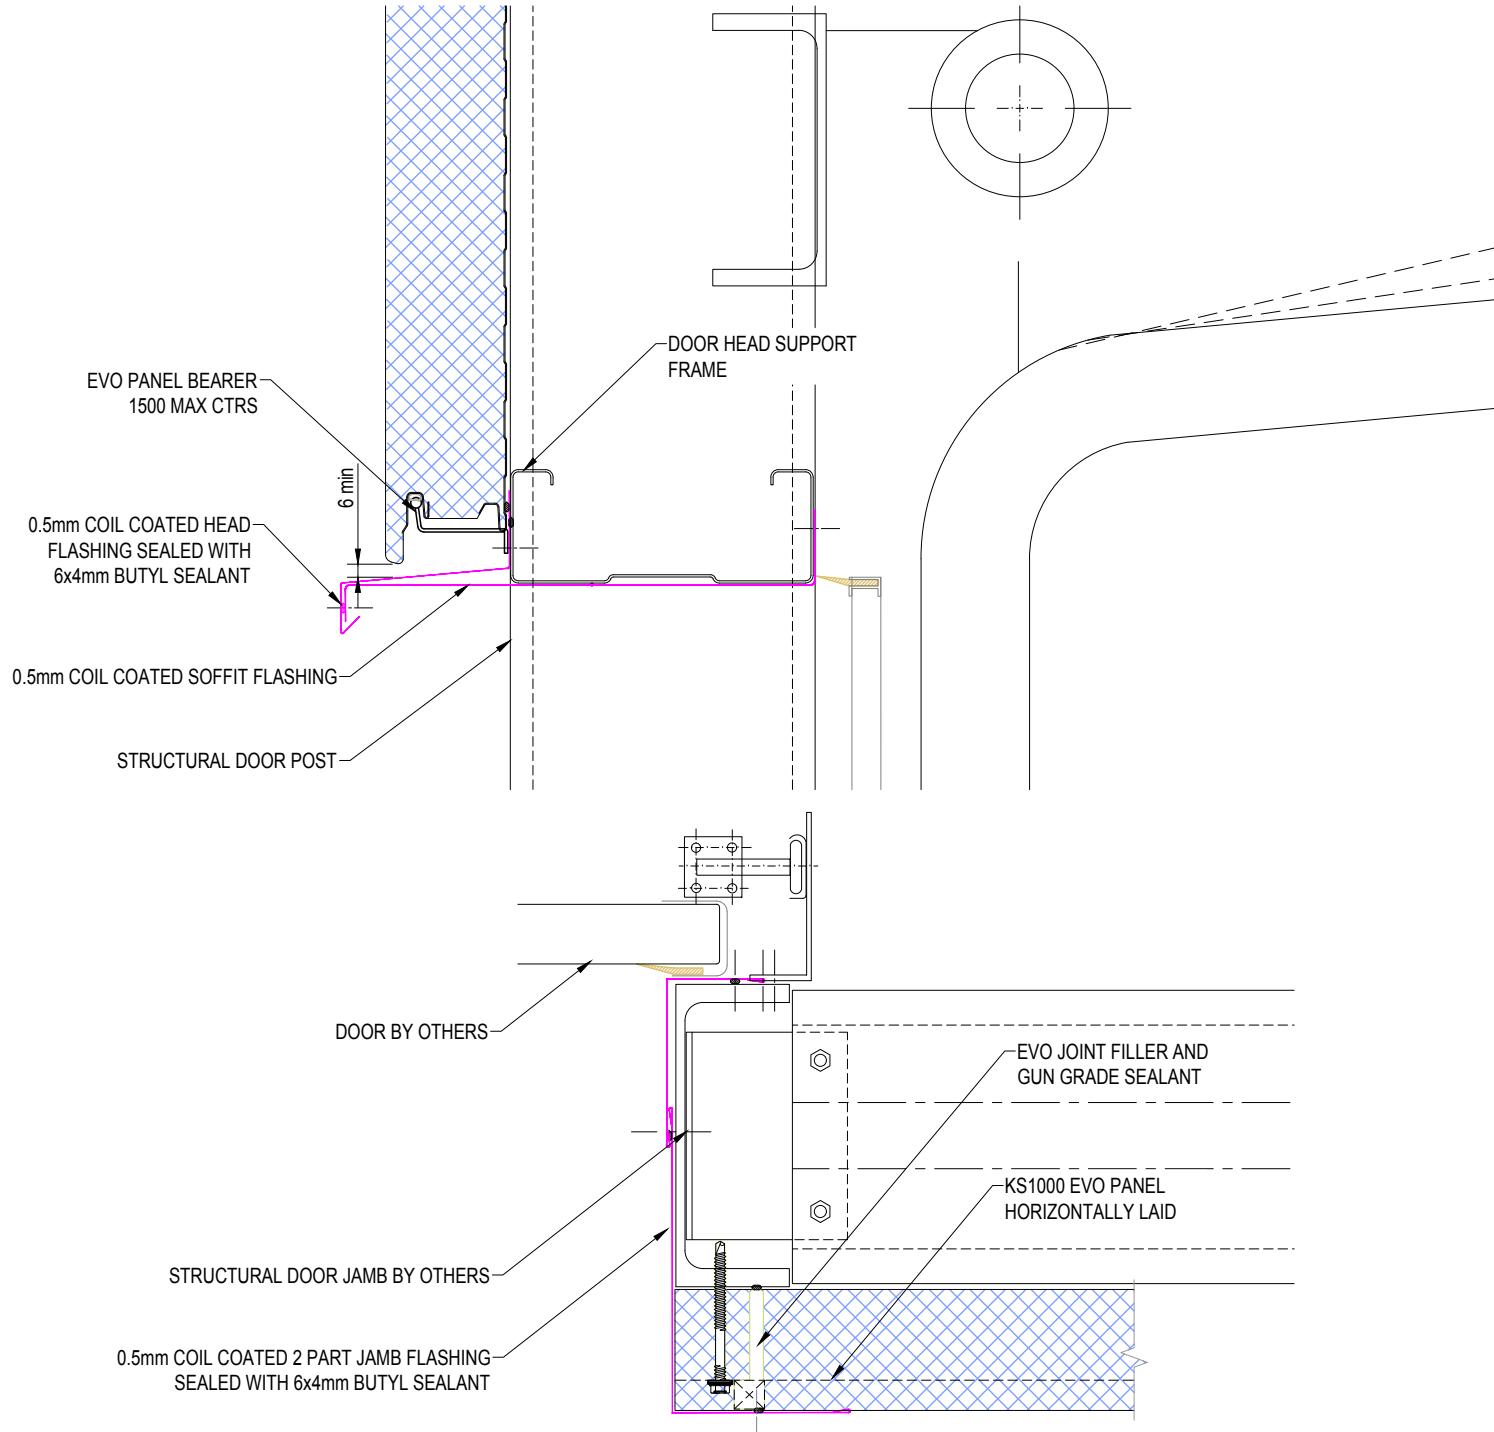 DOOR HEAD SUPPORT
FRAME
EVO PANEL BEARER
1500 MAX CTRS
6 min
0.5mm COIL COATED HEAD
FLASHING SEALED WITH
6x4mm BUTYL SEALANT
0.5mm COIL COATED SOFFIT FLASHING
STRUCTURAL DOOR POST
DOOR BY OTHERS
EVO JOINT FILLER AND
GUN GRADE SEALANT
KS1000 EVO PANEL
HORIZONTALLY LAID
STRUCTURAL DOOR JAMB BY OTHERS
0.5mm COIL COATED 2 PART JAMB FLASHING
SEALED WITH 6x4mm BUTYL SEALANT